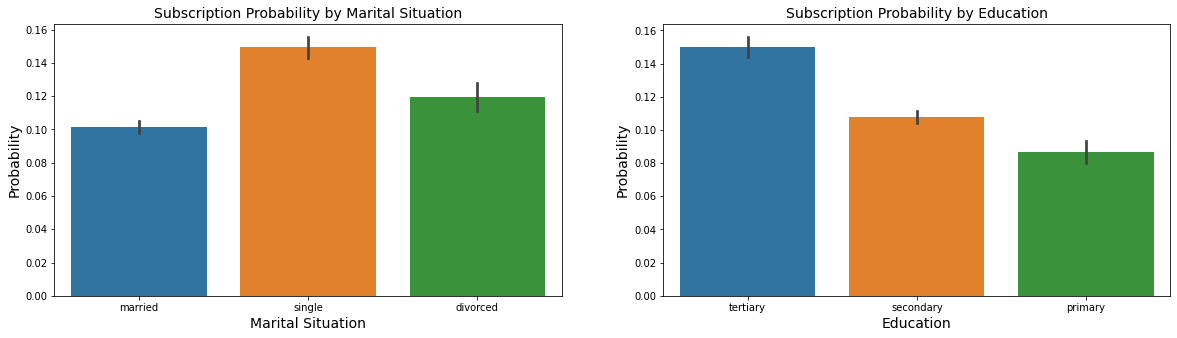 Subscription Probability by Marital Situation
Probability
0.16
0.14
0.12
0.10
0.08
0.06
0.04
0.02
0.00
married single divorced
Marital Situation
Subscription Probability by Education
Probability
0.16
0.14
0.12
0.10
0.08
0.06
0.04
0.02
0.00
tertiary secondary primary
Education